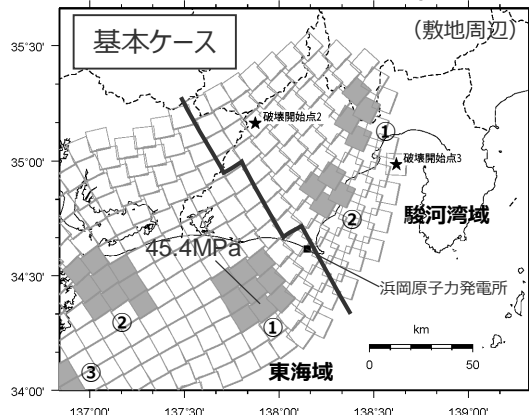 基本ケース
（敷地周辺）
35°30'
破壊開始点2
①
35°00'
破壊開始点3
②
駿河湾域
45.4MPa
34°30'
浜岡原子力発電所
②
①
km
③
東海域
0
50
34°00'
137°00'
137°30'
138°00'
138°30'
139°00'